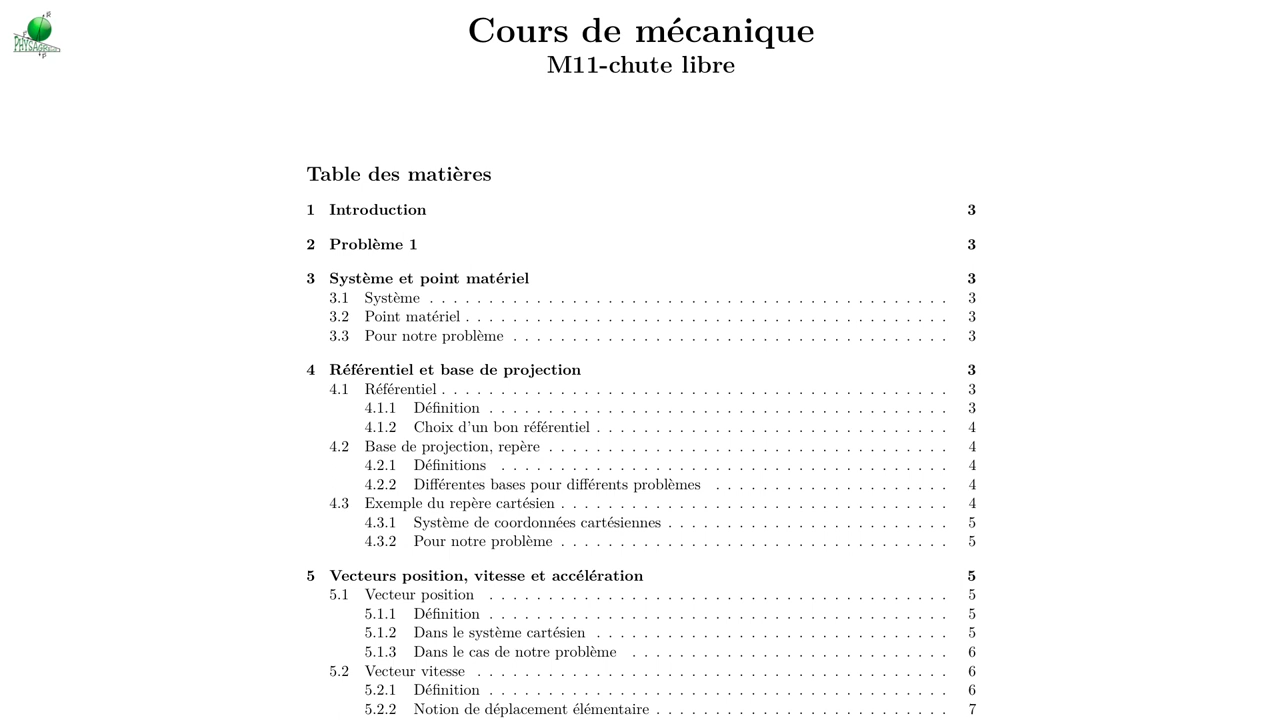 Cours de mécanique
M11-chute libre
Table des matières
1 Introduction 3
2 Problème 1 3
3 Système et point matériel 3
3.1 Système . . . . . . . . . . . . . . . . . . . . . . . . . . . . . . . . . . . . . . . . . . . . 3
3.2 Point matériel . . . . . . . . . . . . . . . . . . . . . . . . . . . . . . . . . . . . . . . . . 3
3.3 Pour notre problème . . . . . . . . . . . . . . . . . . . . . . . . . . . . . . . . . . . . . 3
4 Référentiel et base de projection 3
4.1 Référentiel . . . . . . . . . . . . . . . . . . . . . . . . . . . . . . . . . . . . . . . . . . . 3
4.1.1 Définition . . . . . . . . . . . . . . . . . . . . . . . . . . . . . . . . . . . . . . . 3
4.1.2 Choix d'un bon référentiel . . . . . . . . . . . . . . . . . . . . . . . . . . . . . . 4
4.2 Base de projection, repère . . . . . . . . . . . . . . . . . . . . . . . . . . . . . . . . . . 4
4.2.1 Définitions . . . . . . . . . . . . . . . . . . . . . . . . . . . . . . . . . . . . . . 4
4.2.2 Différentes bases pour différents problèmes . . . . . . . . . . . . . . . . . . . . 4
4.3 Exemple du repère cartésien . . . . . . . . . . . . . . . . . . . . . . . . . . . . . . . . . 4
4.3.1 Système de coordonnées cartésiennes . . . . . . . . . . . . . . . . . . . . . . . . 5
4.3.2 Pour notre problème . . . . . . . . . . . . . . . . . . . . . . . . . . . . . . . . . 5
5 Vecteurs position, vitesse et accélération 5
5.1 Vecteur position . . . . . . . . . . . . . . . . . . . . . . . . . . . . . . . . . . . . . . . 5
5.1.1 Définition . . . . . . . . . . . . . . . . . . . . . . . . . . . . . . . . . . . . . . . 5
5.1.2 Dans le système cartésien . . . . . . . . . . . . . . . . . . . . . . . . . . . . . . 5
5.1.3 Dans le cas de notre problème . . . . . . . . . . . . . . . . . . . . . . . . . . . 6
5.2 Vecteur vitesse . . . . . . . . . . . . . . . . . . . . . . . . . . . . . . . . . . . . . . . . 6
5.2.1 Définition . . . . . . . . . . . . . . . . . . . . . . . . . . . . . . . . . . . . . . . 6
5.2.2 Notion de déplacement élémentaire . . . . . . . . . . . . . . . . . . . . . . . . . 7